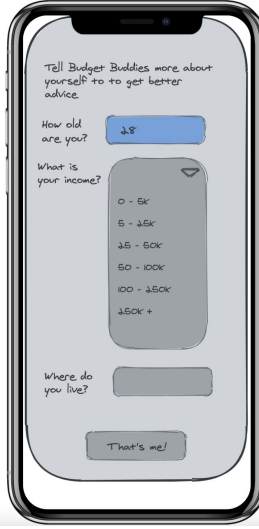 Tell Budget Buddies more about
yourself to to get better
advice
How old
are you?
28
What is
your income?
0 - 5K
5 - 25K
25 - 50K
50 - 100K
100 - 250K
250K +
Where do
you live?
That's me!